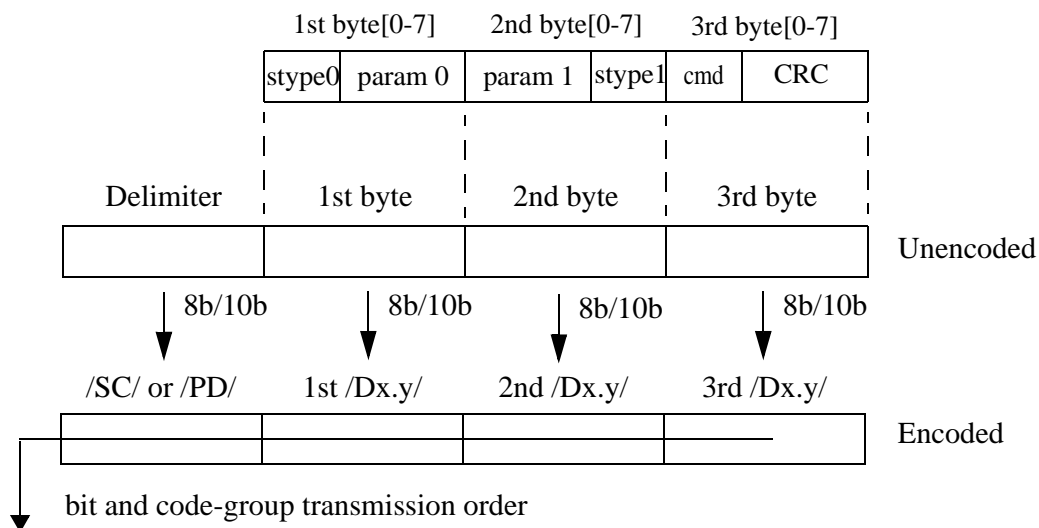 1st byte[0-7] 2nd byte[0-7] 3rd byte[0-7]
stype0 param 0 param 1 stype1 cmd CRC
Delimiter 1st byte 2nd byte 3rd byte
Unencoded
8b/10b 8b/10b 8b/10b 8b/10b
/SC/ or /PD/ 1st /Dx.y/ 2nd /Dx.y/ 3rd /Dx.y/
Encoded
bit and code-group transmission order